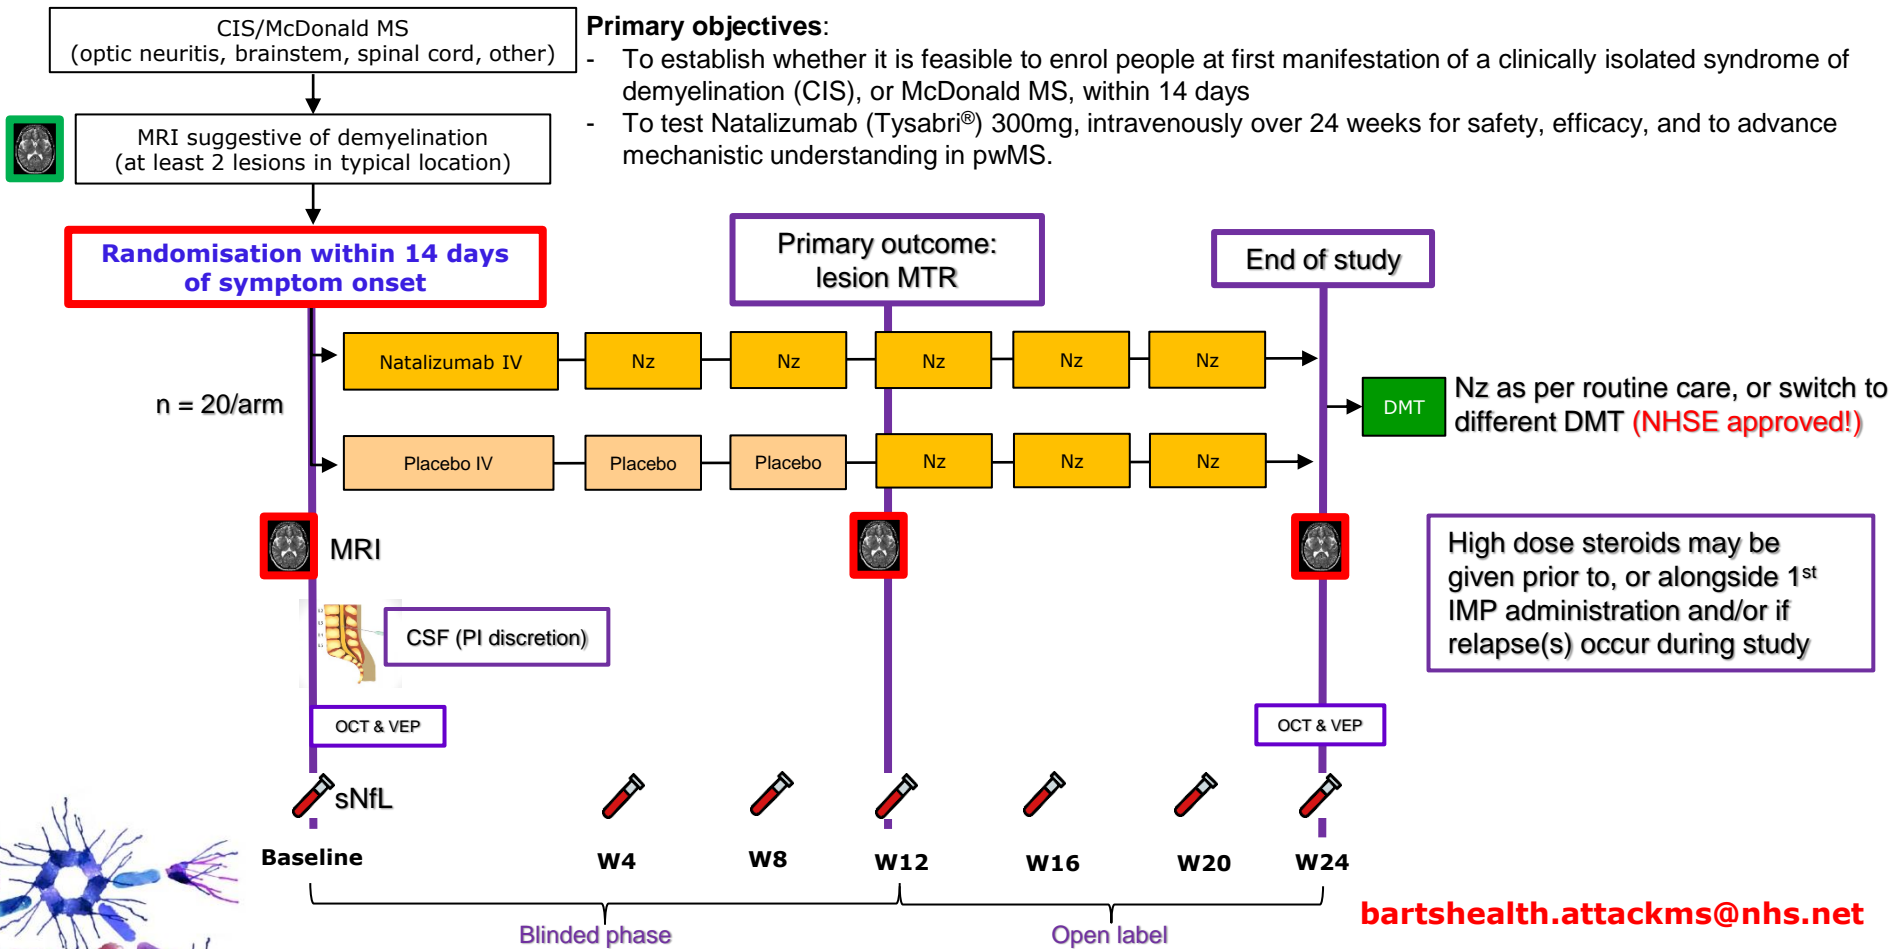 CIS/McDonald MS
(optic neuritis, brainstem, spinal cord, other)
MRI suggestive of demyelination
(at least 2 lesions in typical location)
Primary objectives:
- To establish whether it is feasible to enrol people at first manifestation of a clinically isolated syndrome of
demyelination (CIS), or McDonald MS, within 14 days
- To test Natalizumab (Tysabri®) 300mg, intravenously over 24 weeks for safety, efficacy, and to advance
mechanistic understanding in pwMS.
Randomisation within 14 days
of symptom onset
Primary outcome:
lesion MTR
End of study
n = 20/arm
Natalizumab IV
Nz
Nz
Nz
Nz
Nz
Placebo IV
Placebo
Placebo
Nz
Nz
Nz
DMT
Nz as per routine care, or switch to
different DMT (NHSE approved!)
MRI
CSF (PI discretion)
High dose steroids may be
given prior to, or alongside 1st
IMP administration and/or if
relapse(s) occur during study
OCT & VEP
OCT & VEP
sNfL
Baseline
W4
W8
W12
W16
W20
W24
Blinded phase
Open label
bartshealth.attackms@nhs.net